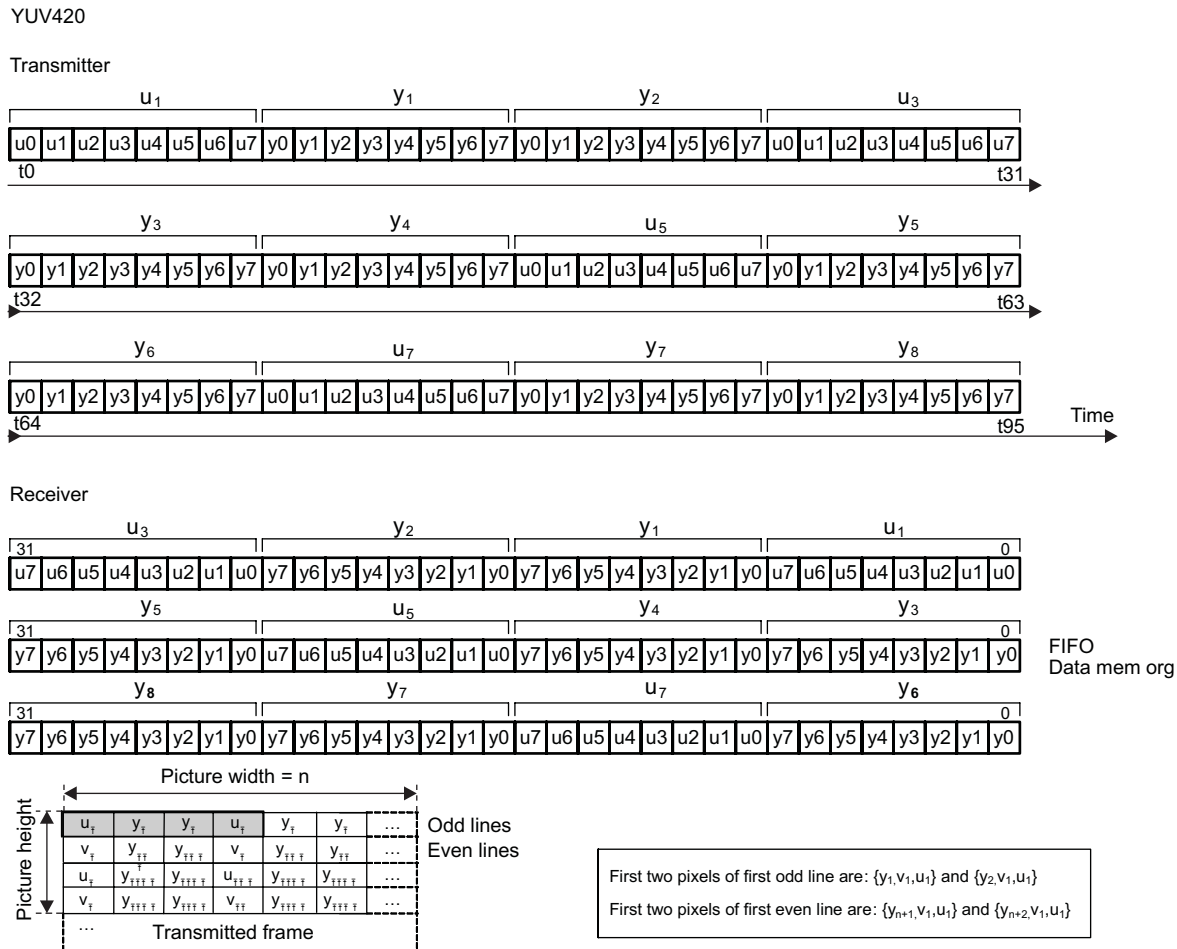 YUV420
Transmitter
u1 y1 y2 u3
u0 u1 u2 u3 u4 u5 u6 u7 y0 y1 y2 y3 y4 y5 y6 y7 y0 y1 y2 y3 y4 y5 y6 y7 u0 u1 u2 u3 u4 u5 u6 u7
t0 t31
y3 y4 u5 y5
y0 y1 y2 y3 y4 y5 y6 y7 y0 y1 y2 y3 y4 y5 y6 y7 u0 u1 u2 u3 u4 u5 u6 u7 y0 y1 y2 y3 y4 y5 y6 y7
t32 t63
y6 u7 y7 y8
y0 y1 y2 y3 y4 y5 y6 y7 u0 u1 u2 u3 u4 u5 u6 u7 y0 y1 y2 y3 y4 y5 y6 y7 y0 y1 y2 y3 y4 y5 y6 y7
t64 t95 Time
Receiver
u3 y2 y1 u1
31 0
u7 u6 u5 u4 u3 u2 u1 u0 y7 y6 y5 y4 y3 y2 y1 y0 y7 y6 y5 y4 y3 y2 y1 y0 u7 u6 u5 u4 u3 u2 u1 u0
y5 u5 y4 y3
31 0
y7 y6 y5 y4 y3 y2 y1 y0 u7 u6 u5 u4 u3 u2 u1 u0 y7 y6 y5 y4 y3 y2 y1 y0 y7 y6 y5 y4 y3 y2 y1 y0
FIFO
Data mem org
y8 y7 u7 y6
31 0
y7 y6 y5 y4 y3 y2 y1 y0 y7 y6 y5 y4 y3 y2 y1 y0 u7 u6 u5 u4 u3 u2 u1 u0 y7 y6 y5 y4 y3 y2 y1 y0
Picture width = n
Picture height
u y y u y y ... Odd lines
v y y v y y ... Even lines
u y y u y y ...
v y y v y y ...
... Transmitted frame
First two pixels of first odd line are: {y1,v1,u1} and {y2,v1,u1}
First two pixels of first even line are: {yn+1,v1,u1} and {yn+2,v1,u1}